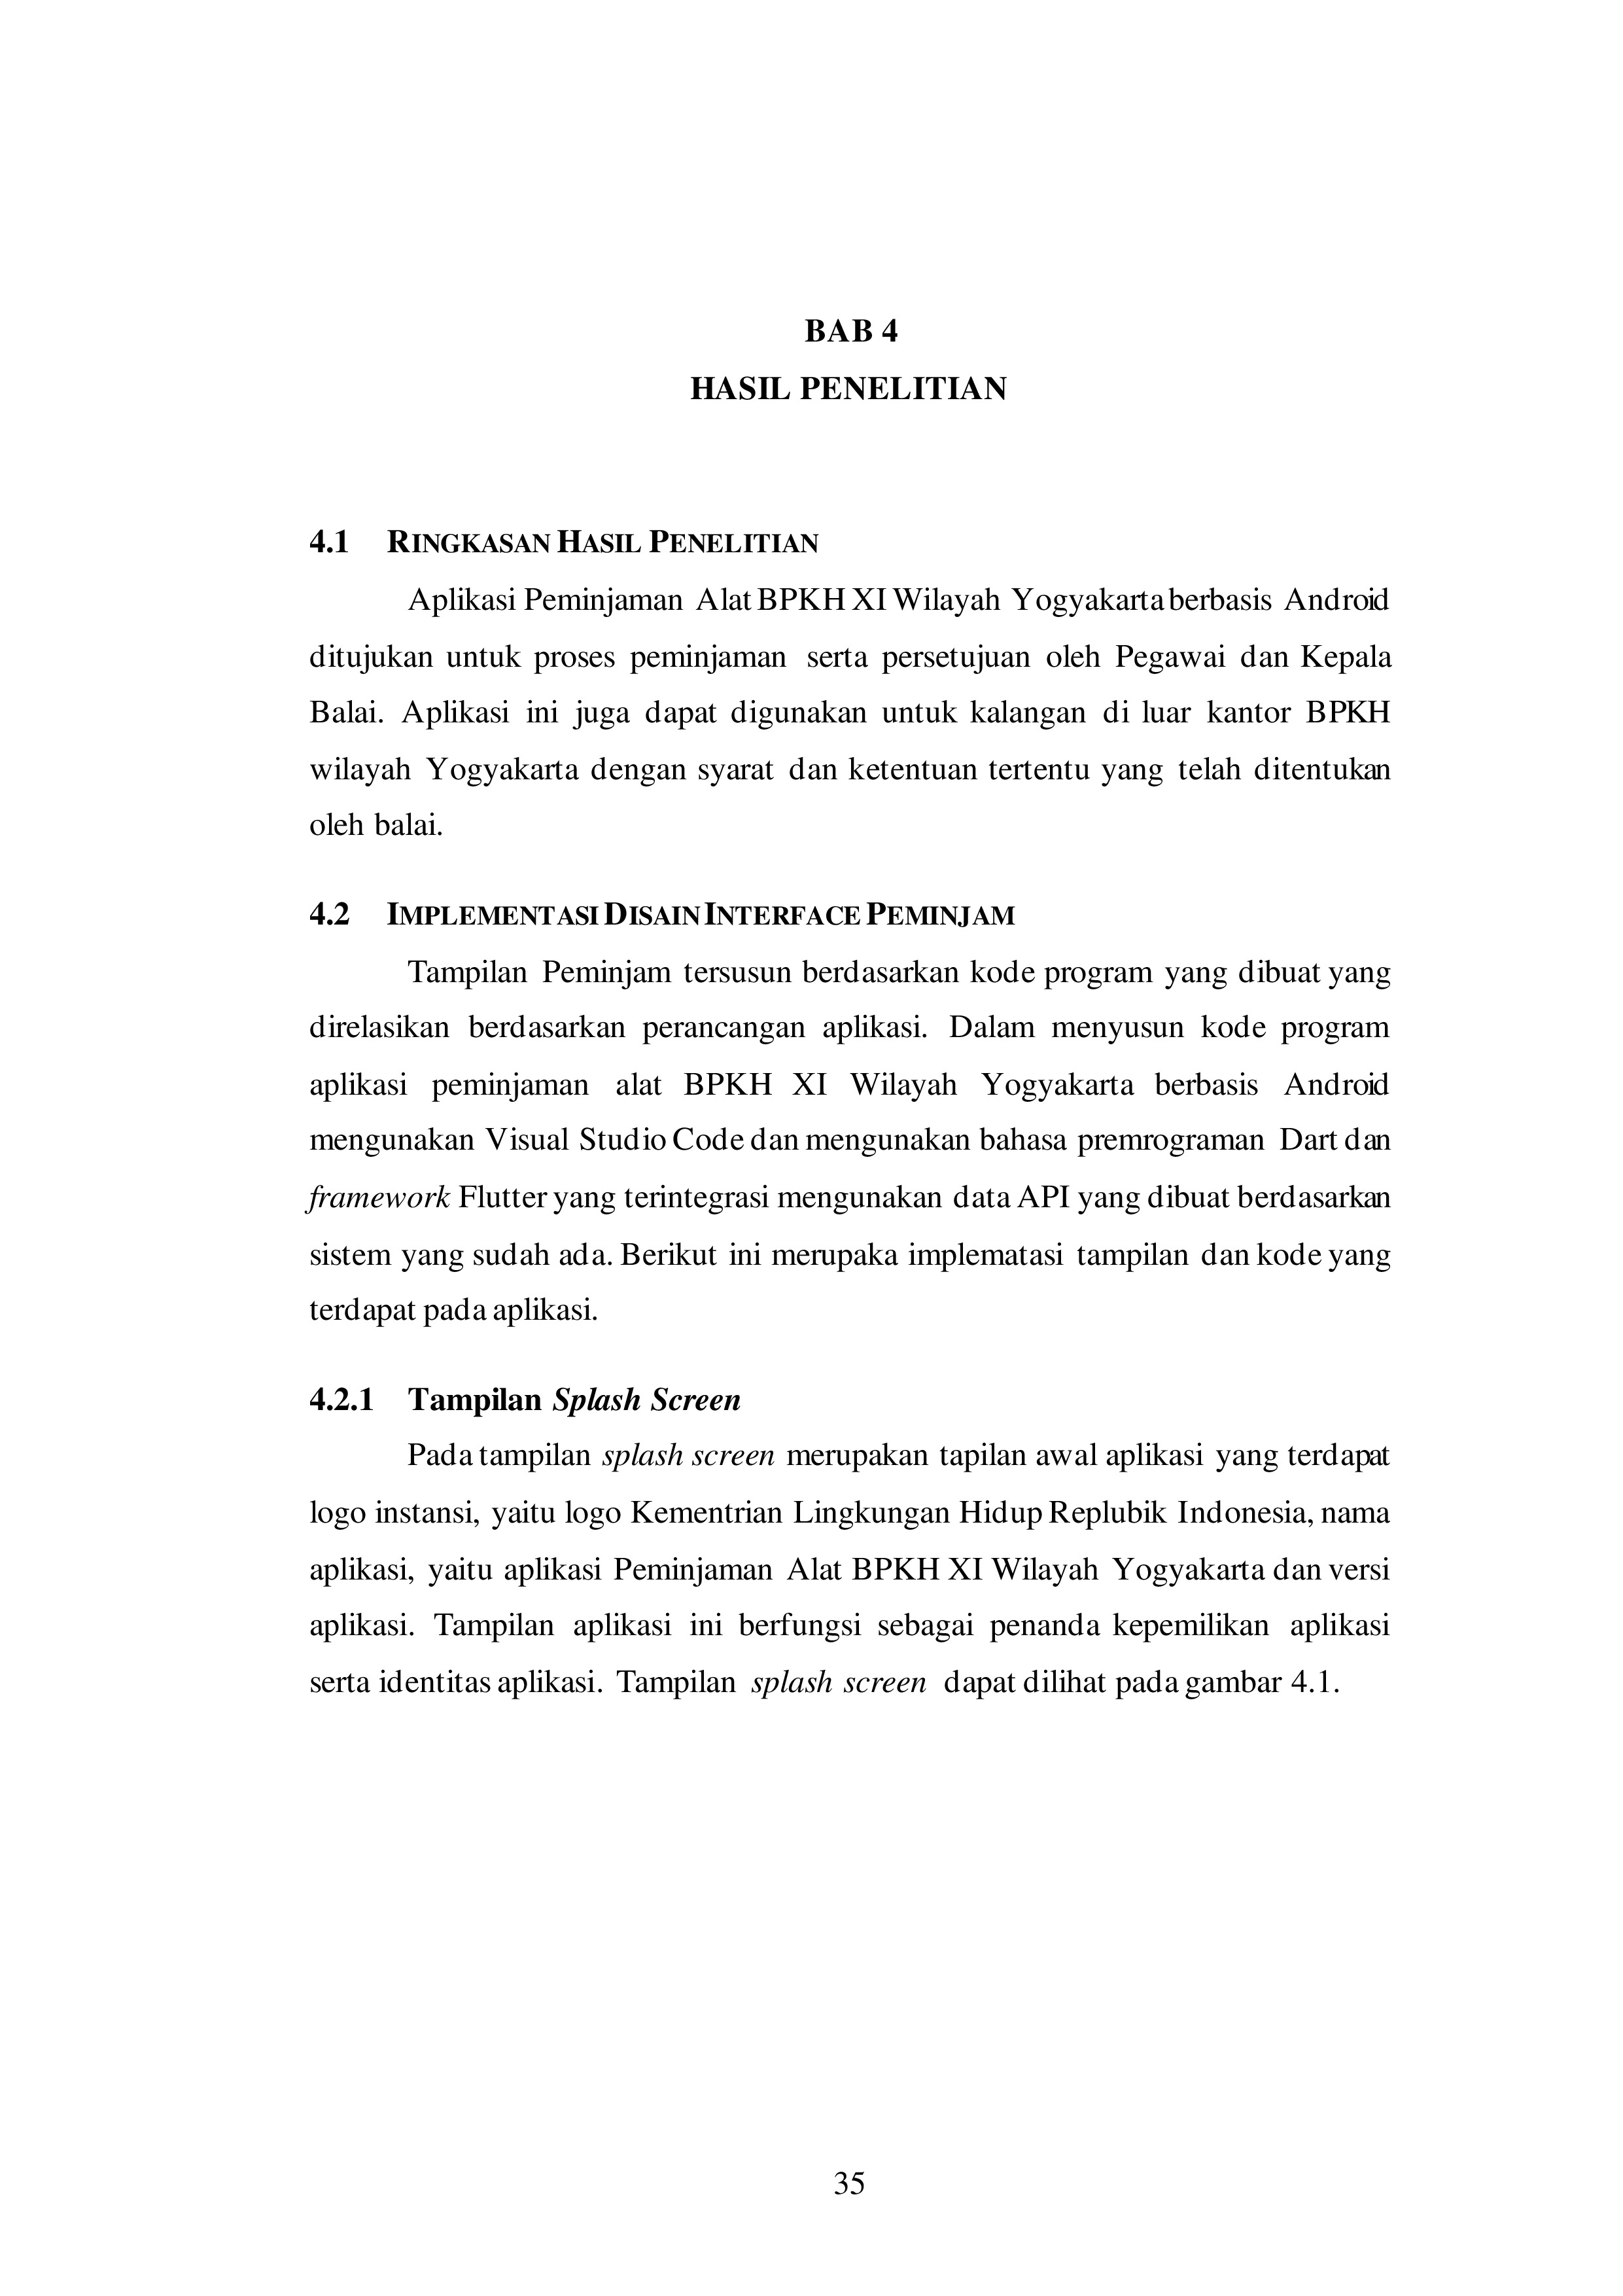 BAB 4
HASIL PENELITIAN
4.1 RINGKASAN HASIL PENELITIAN
Aplikasi Peminjaman Alat BPKH XI Wilayah Yogyakarta berbasis Android
ditujukan untuk proses peminjaman serta persetujuan oleh Pegawai dan Kepala
Balai. Aplikasi ini juga dapat digunakan untuk kalangan di luar kantor BPKH
wilayah Yogyakarta dengan syarat dan ketentuan tertentu yang telah ditentukan
oleh balai.
4.2 IMPLEMENTASI DISAIN INTERFACE PEMINJAM
Tampilan Peminjam tersusun berdasarkan kode program yang dibuat yang
direlasikan berdasarkan perancangan aplikasi. Dalam menyusun kode program
aplikasi peminjaman alat BPKH XI Wilayah Yogyakarta berbasis Android
mengunakan Visual Studio Code dan mengunakan bahasa premrograman Dart dan
framework Flutter yang terintegrasi mengunakan data API yang dibuat berdasarkan
sistem yang sudah ada. Berikut ini merupaka implematasi tampilan dan kode yang
terdapat pada aplikasi.
4.2.1 Tampilan Splash Screen
Pada tampilan splash screen merupakan tapilan awal aplikasi yang terdapat
logo instansi, yaitu logo Kementrian Lingkungan Hidup Replubik Indonesia, nama
aplikasi, yaitu aplikasi Peminjaman Alat BPKH XI Wilayah Yogyakarta dan versi
aplikasi. Tampilan aplikasi ini berfungsi sebagai penanda kepemilikan aplikasi
serta identitas aplikasi. Tampilan splash screen dapat dilihat pada gambar 4.1.
35